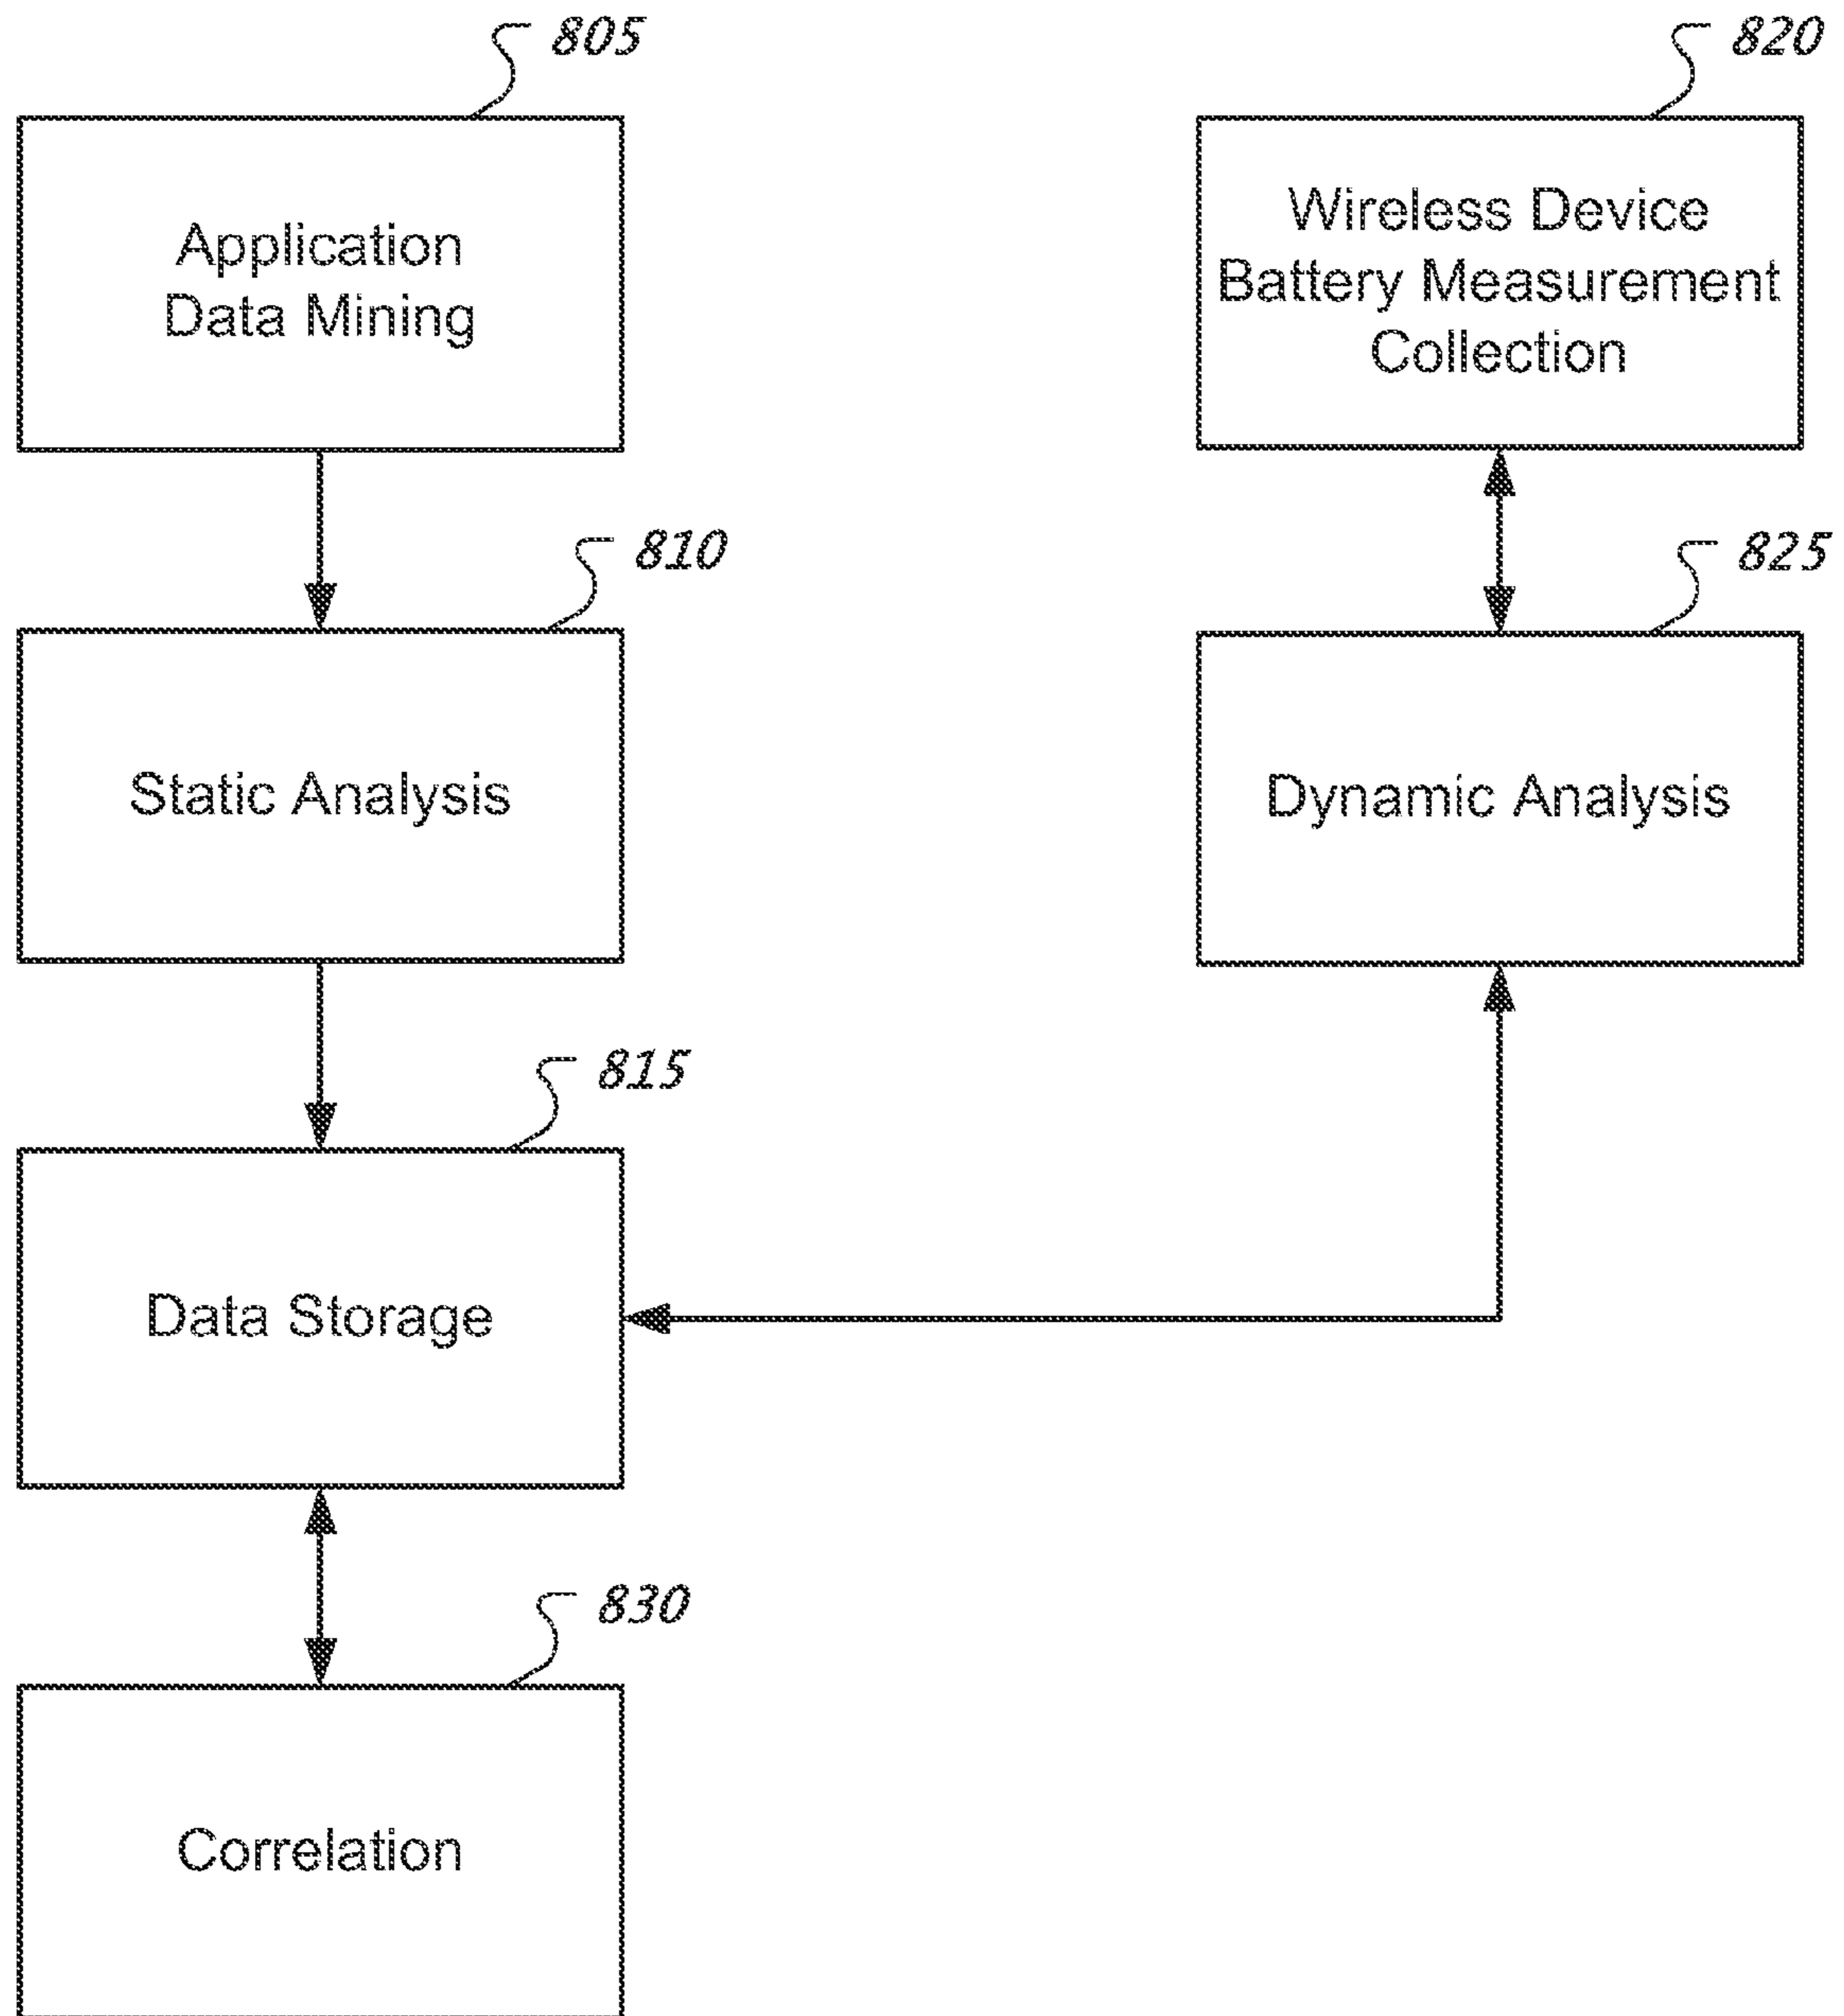 805
Application
Data Mining
810
Static Analysis
815
Data Storage
830
Correlation
820
Wireless Device
Battery Measurement
Collection
825
Dynamic Analysis